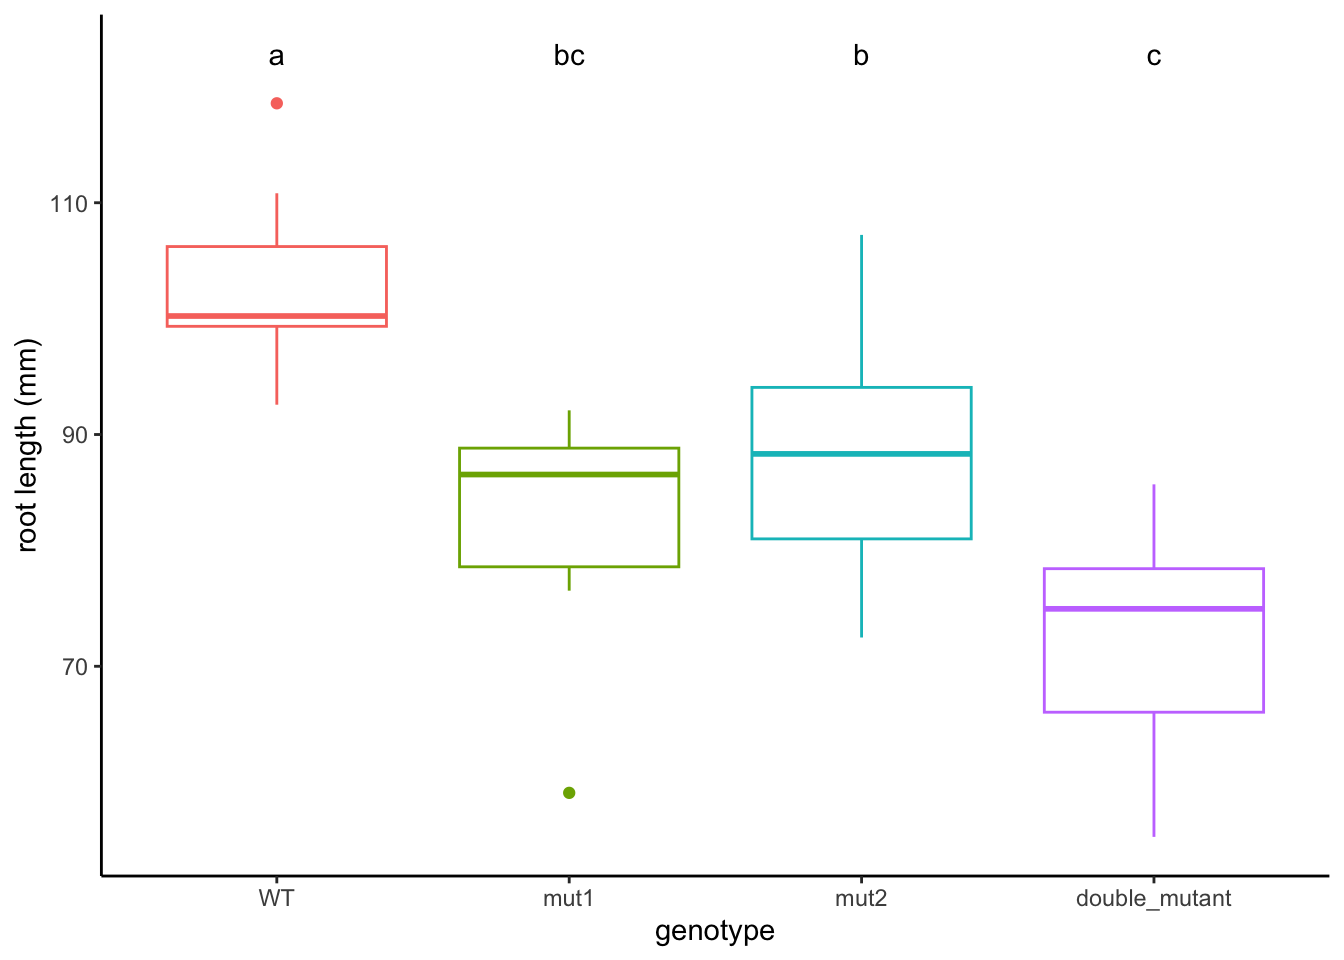 a bc b c
110
90
70
root length (mm)
WT mut1 mut2 double_mutant
genotype